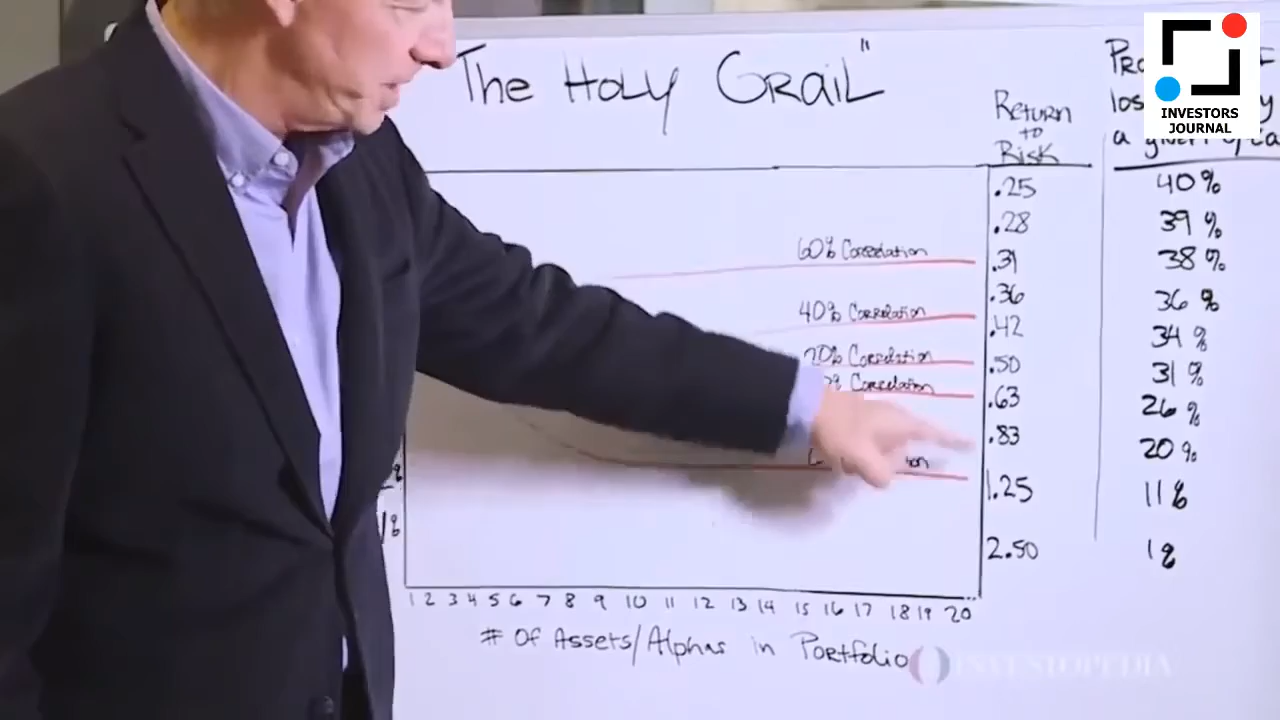 The Holy Grail"
Return
to
Risk
a given
.25 40%
.28 39%
.31 38%
.36 36%
.42 34%
.50 31%
.63 26%
.83 20%
1.25 11%
2.50 1%
60% Correlation
40% Correlation
20% Correlation
Correlation
1%
1 2 3 4 5 6 7 8 9 10 11 12 13 14 15 16 17 18 19 20
# Of Assets/Alphas in Portfolio
INVESTOPEDIA
INVESTORS
JOURNAL